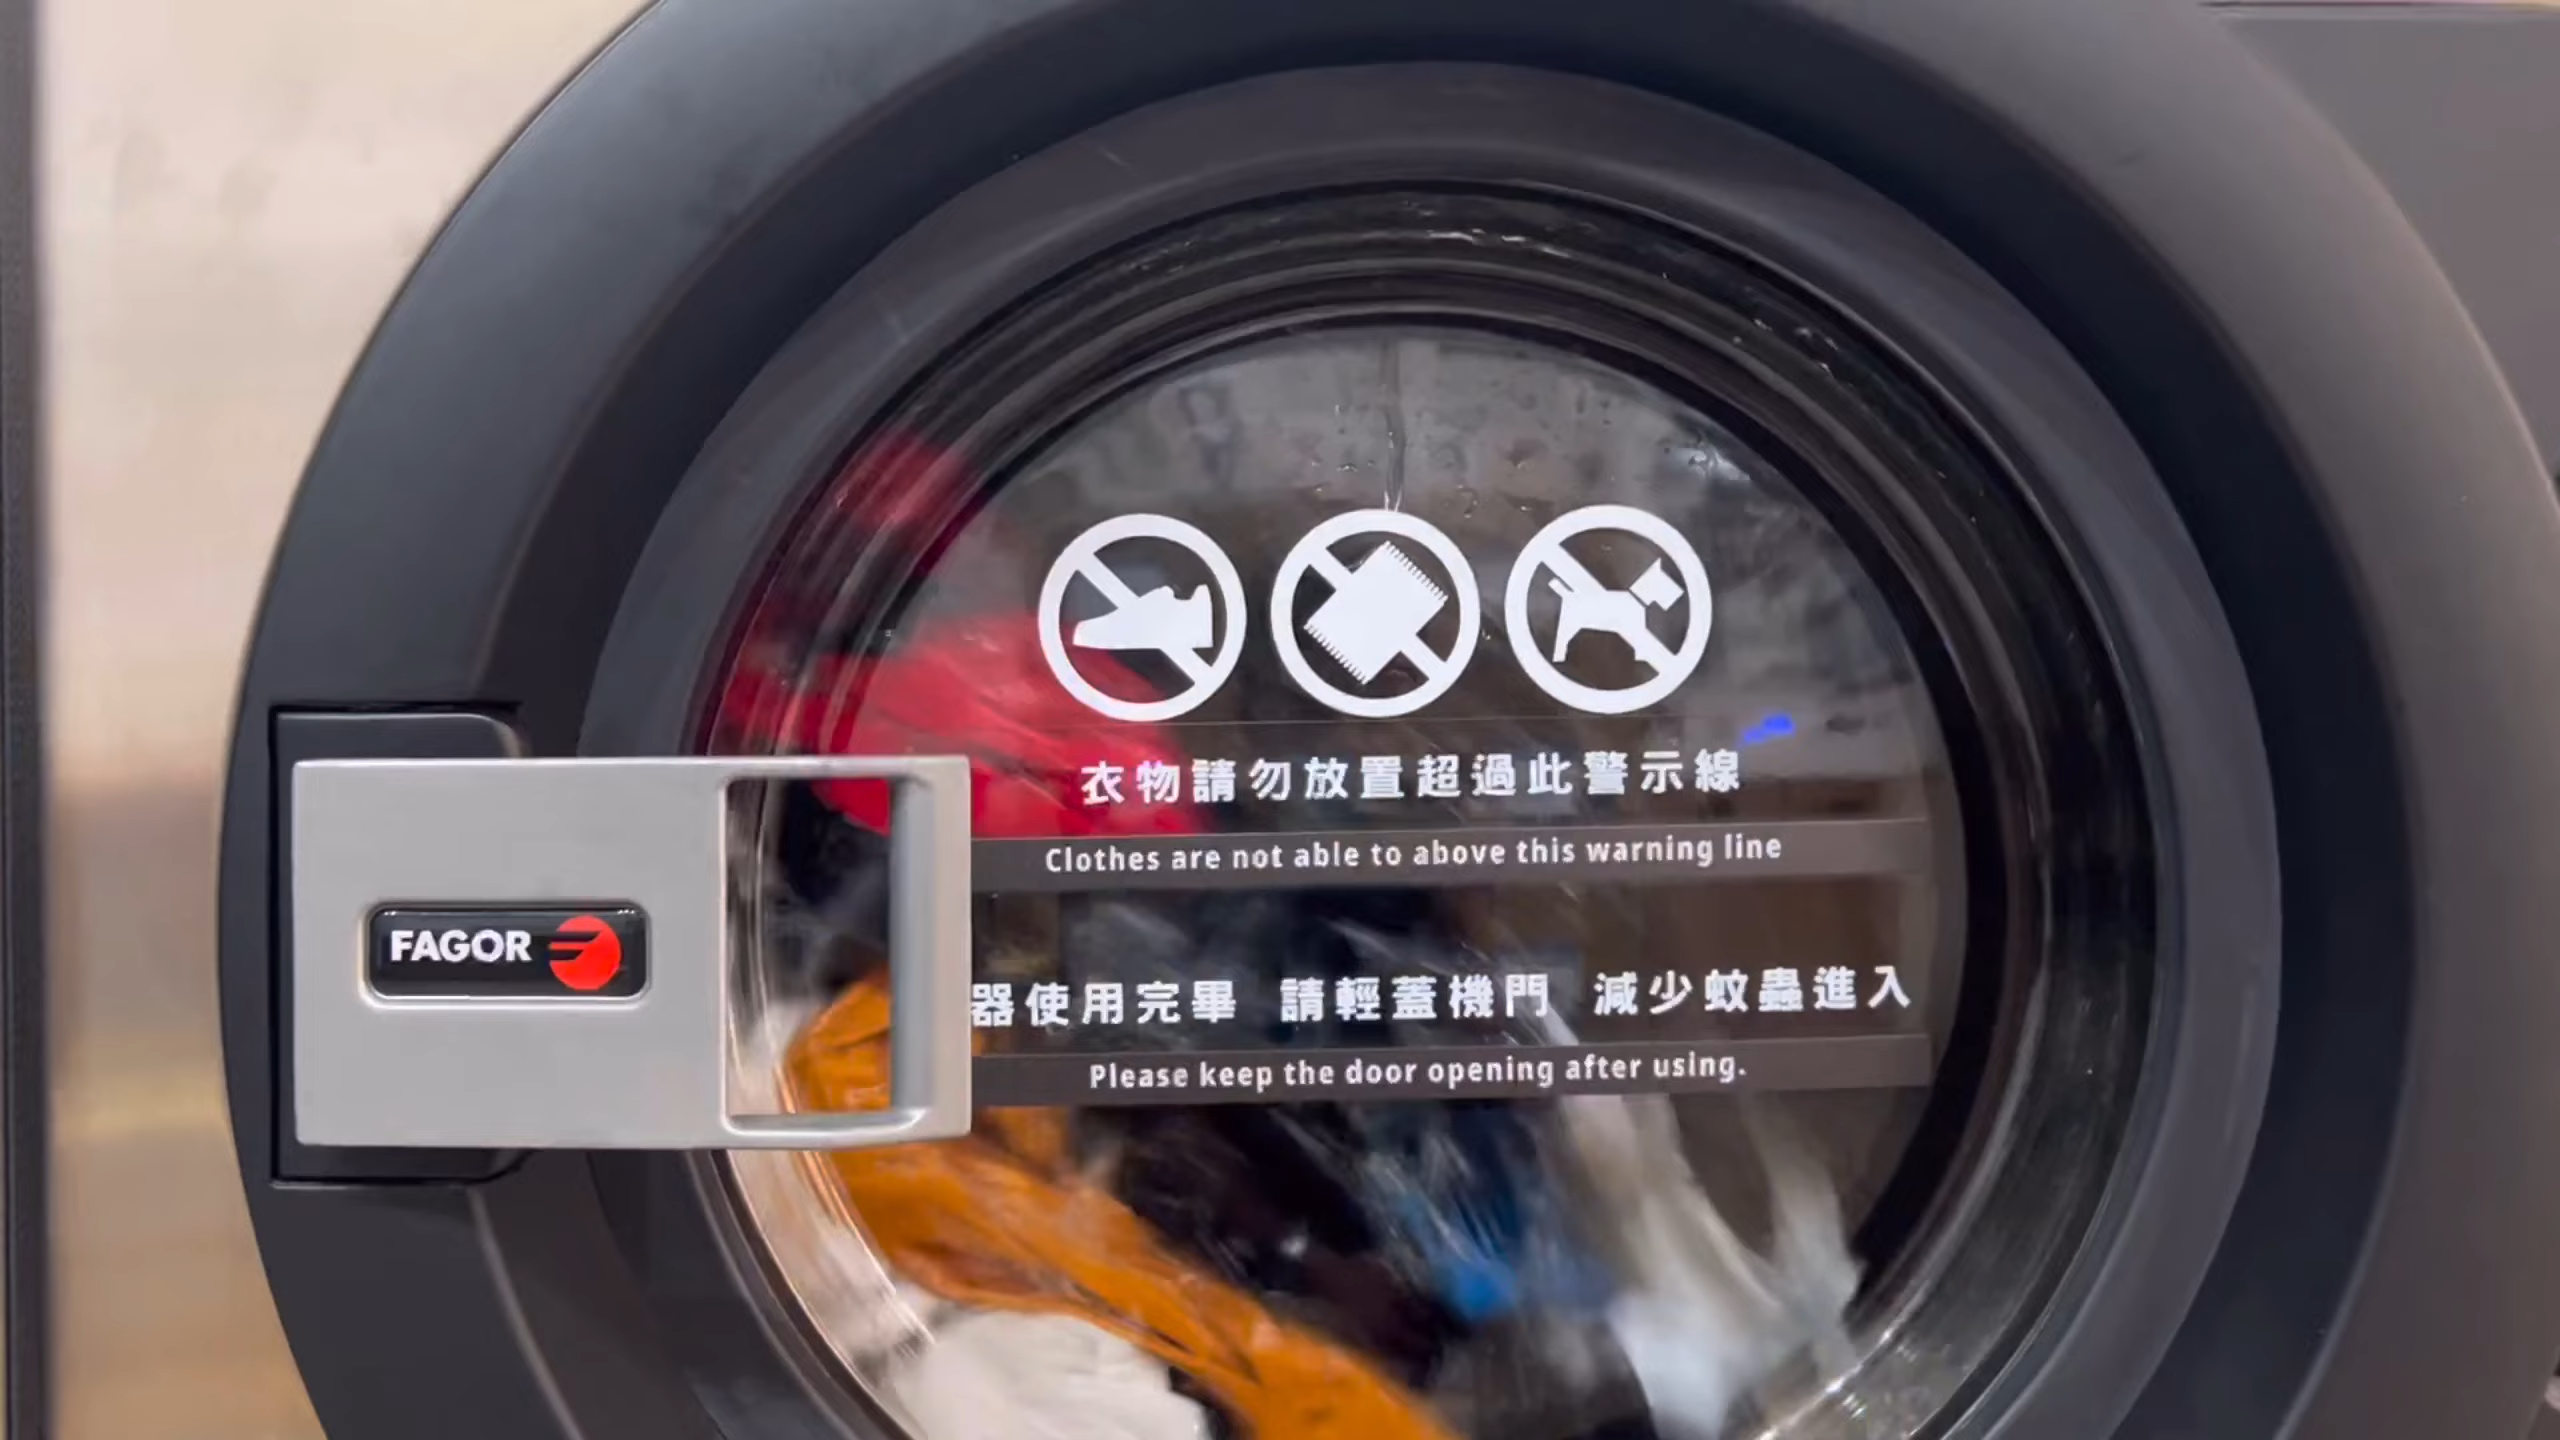 衣物請勿放置超過此警示線
Clothes are not able to above this warning line
FAGOR
器使用完畢 請輕蓋機門 減少蚊蟲進入
Please keep the door opening after using.